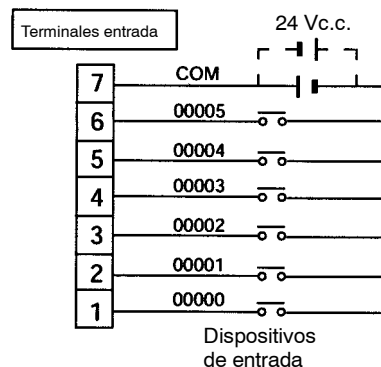 Terminales entrada
24 Vc.c.
7 COM
6 00005
5 00004
4 00003
3 00002
2 00001
1 00000
Dispositivos
de entrada